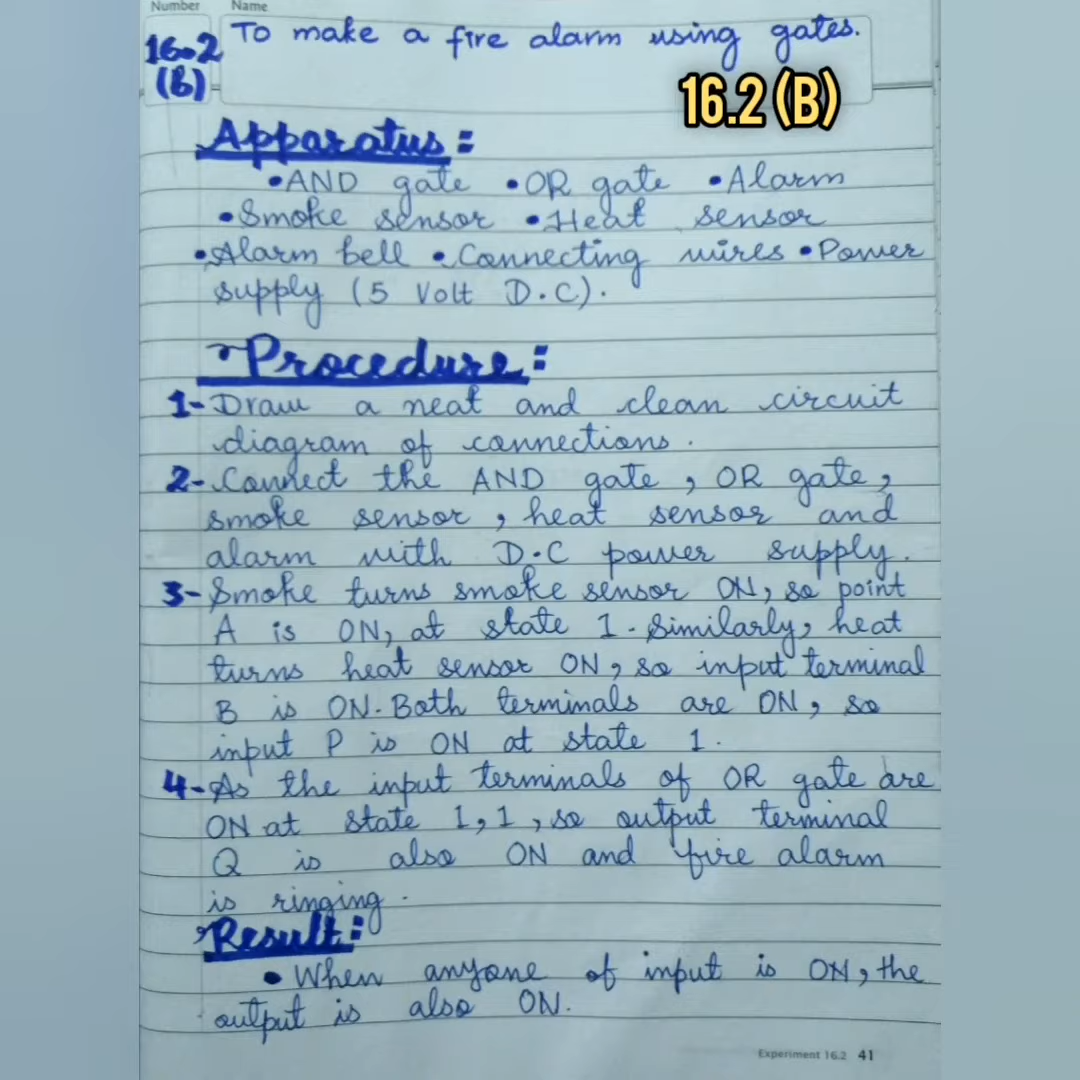 Number Name
16.2 To make a fire alarm using gates.
(B)
16.2 (B)
Apparatus:
•AND gate •OR gate •Alarm
•Smoke sensor •Heat sensor
•Alarm bell •Connecting wires •Power
supply (5 Volt D.C).
Procedure:
1-Draw a neat and clean circuit
diagram of connections.
2-Connect the AND gate, OR gate,
smoke sensor, heat sensor and
alarm with D.C power supply.
3-Smoke turns smoke sensor ON, so point
A is ON, at state 1. Similarly, heat
turns heat sensor ON, so input terminal
B is ON. Both terminals are ON, so
input P is ON at state 1.
4-As the input terminals of OR gate are
ON at state 1,1, so output terminal
Q is also ON and fire alarm
is ringing.
Result:
• When anyone of input is ON, the
output is also ON.
Experiment 16.2 41